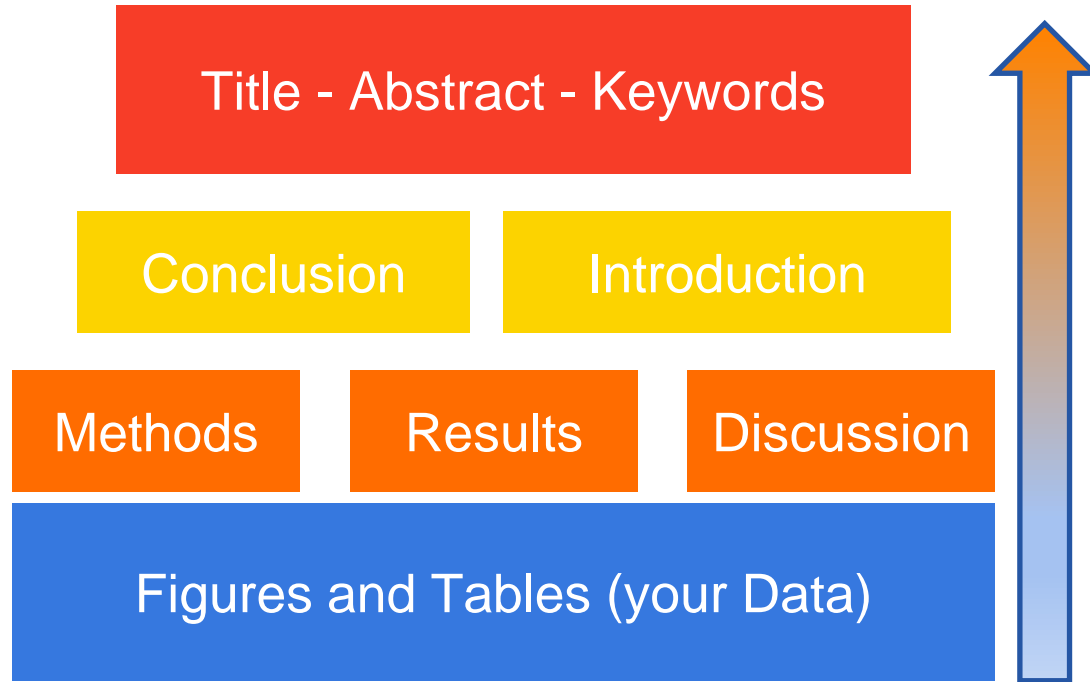 Title - Abstract - Keywords
Conclusion
Introduction
Methods
Results
Discussion
Figures and Tables (your Data)